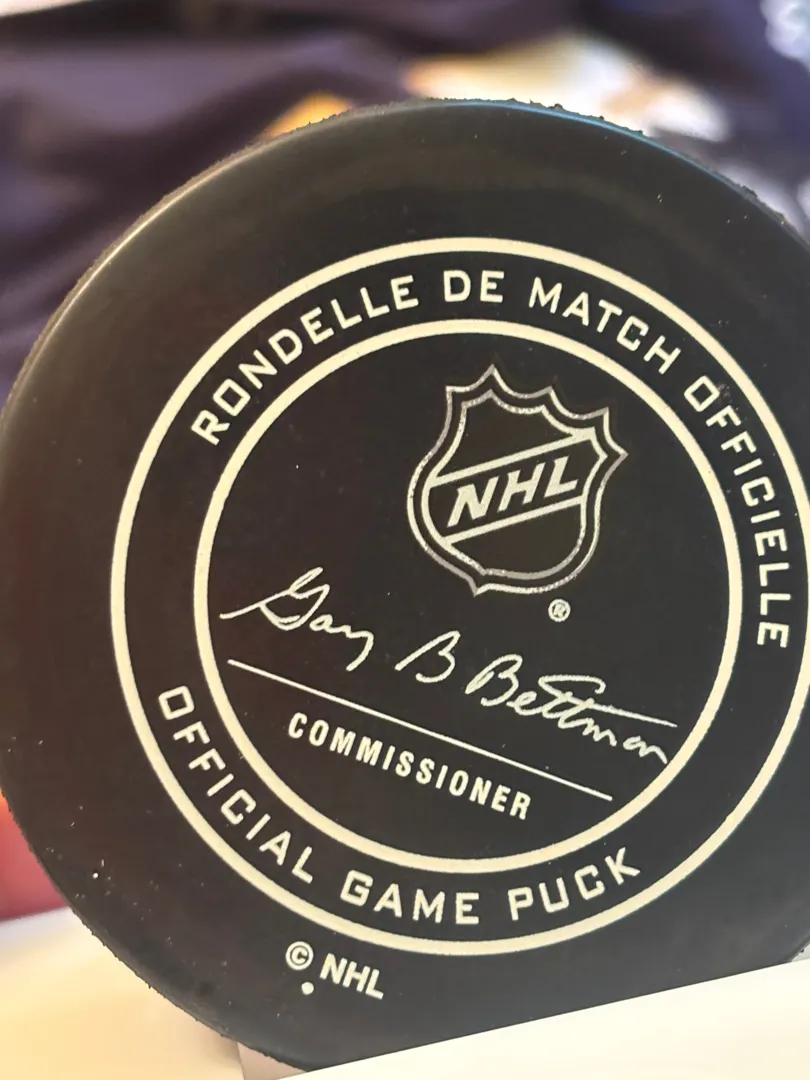 RONDELLE DE MATCH OFFICIELLE
NHL
®
Gary B Bettman
COMMISSIONER
OFFICIAL GAME PUCK
© NHL